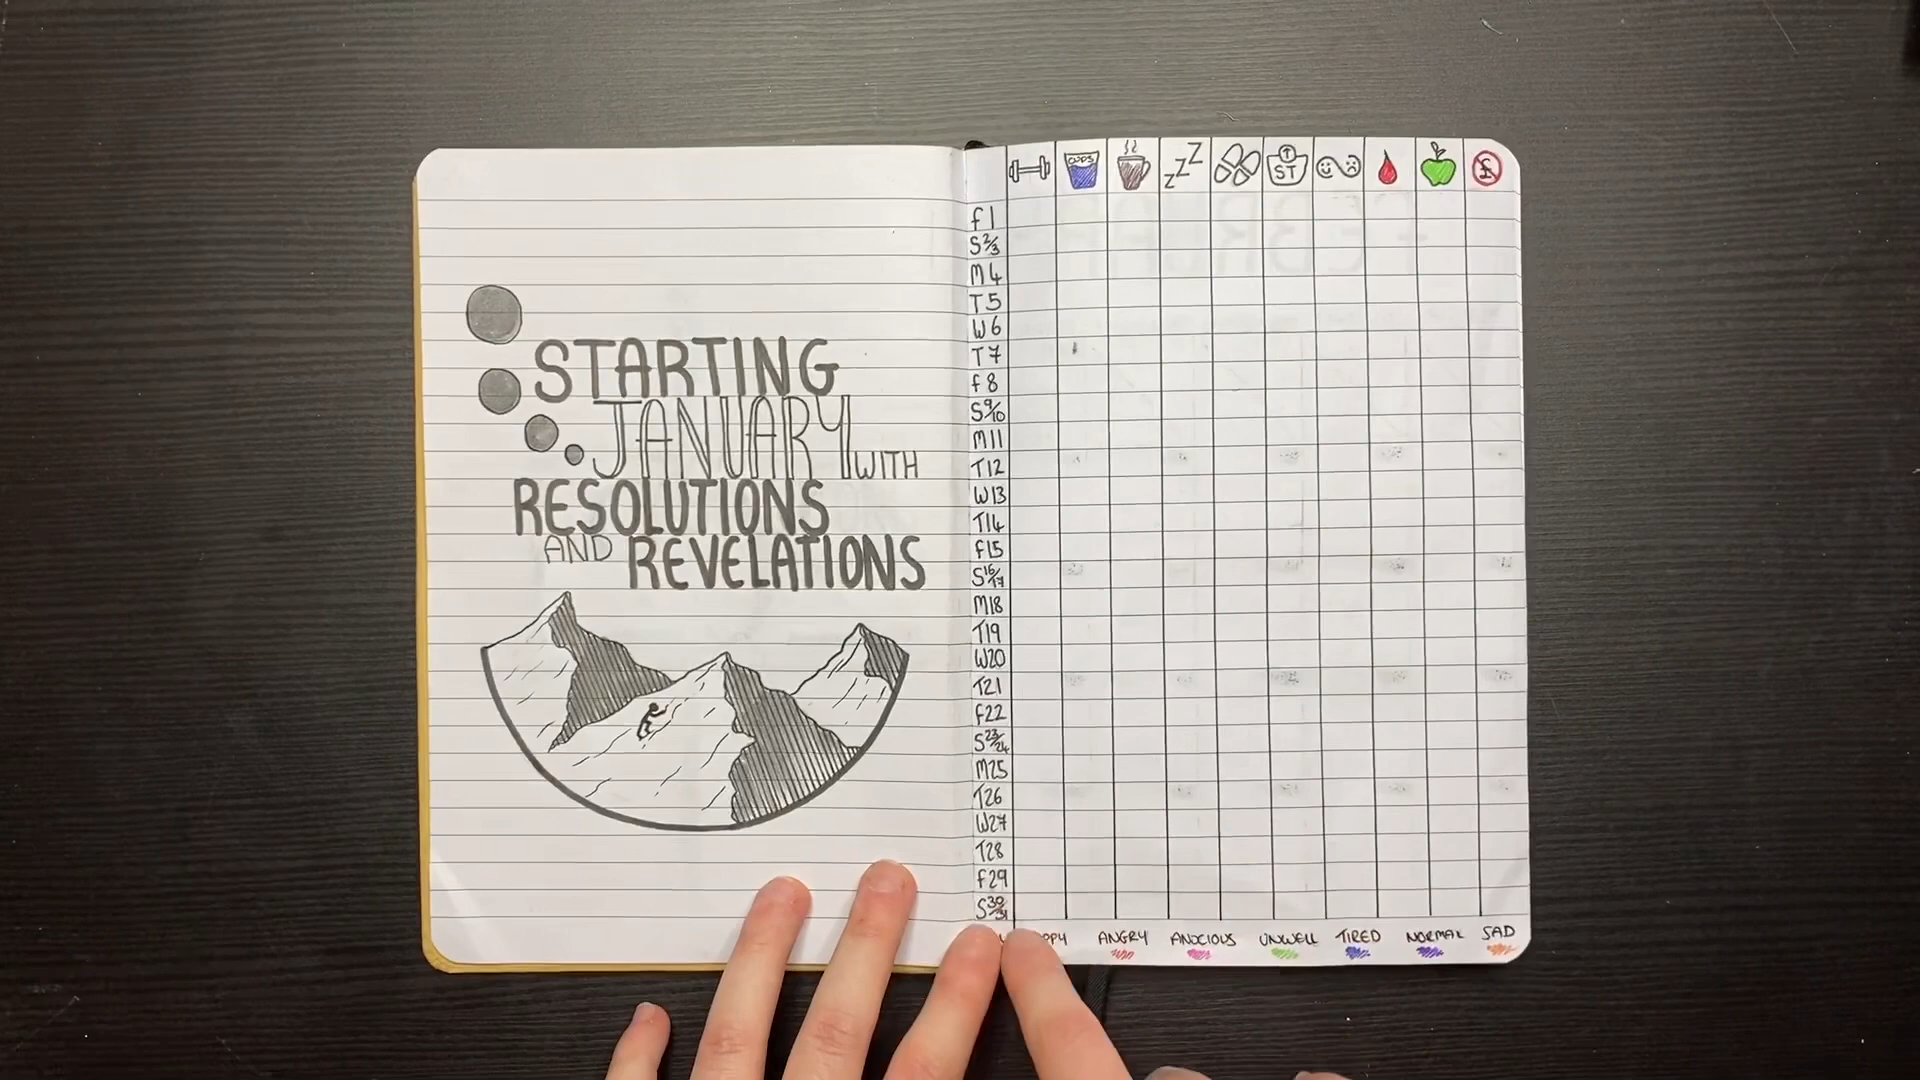 STARTING
JANUARY WITH
RESOLUTIONS
AND REVELATIONS
CUPS
zzZ
T
ST
£
F1
S2/3
M4
T5
W6
T7
F8
S9/10
M11
T12
W13
T14
F15
S16/17
M18
T19
W20
T21
F22
S23/24
M25
T26
W27
T28
F29
S30/31
ANGRY ANXIOUS UNWELL TIRED NORMAL SAD